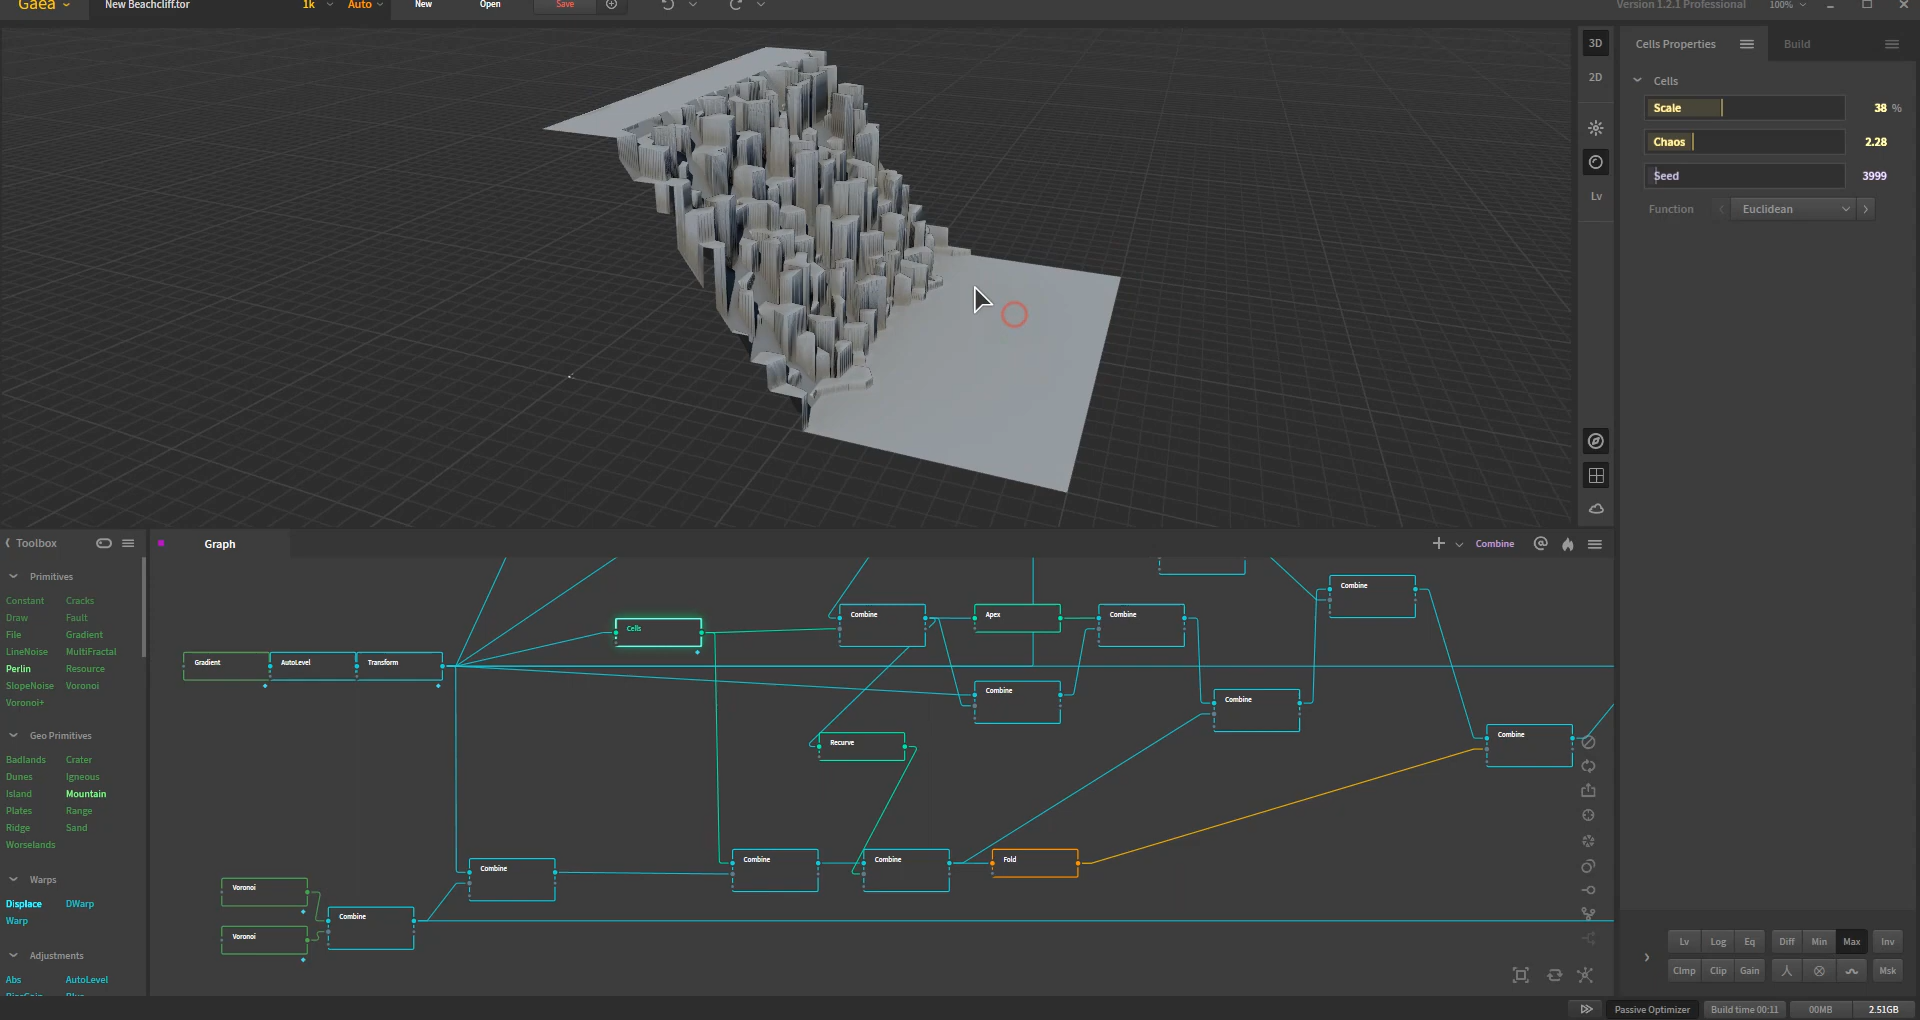 Gaea New Beachcliff.tor 1k Auto New Open Save Version 1.2.1 Professional 100%
3D
2D
Lv
Cells Properties Build
Cells
Scale 38 %
Chaos 2.28
Seed 3999
Function Euclidean
Toolbox
Graph
Combine
Primitives
Constant Cracks
Draw Fault
File Gradient
LineNoise MultiFractal
Perlin Resource
SlopeNoise Voronoi
Voronoi+
Geo Primitives
Badlands Crater
Dunes Igneous
Island Mountain
Plates Range
Ridge Sand
Worselands
Warps
Displace DWarp
Warp
Adjustments
Abs AutoLevel
Combine
Combine Apex Combine
Cells
Gradient AutoLevel Transform
Combine
Combine
Combine
Recurve
Combine Combine Fold
Combine
Voronoi
Combine
Voronoi
Lv Log Eq Diff Min Max Inv
Clmp Clip Gain Msk
Passive Optimizer Build time 00:11 00MB 2.51GB